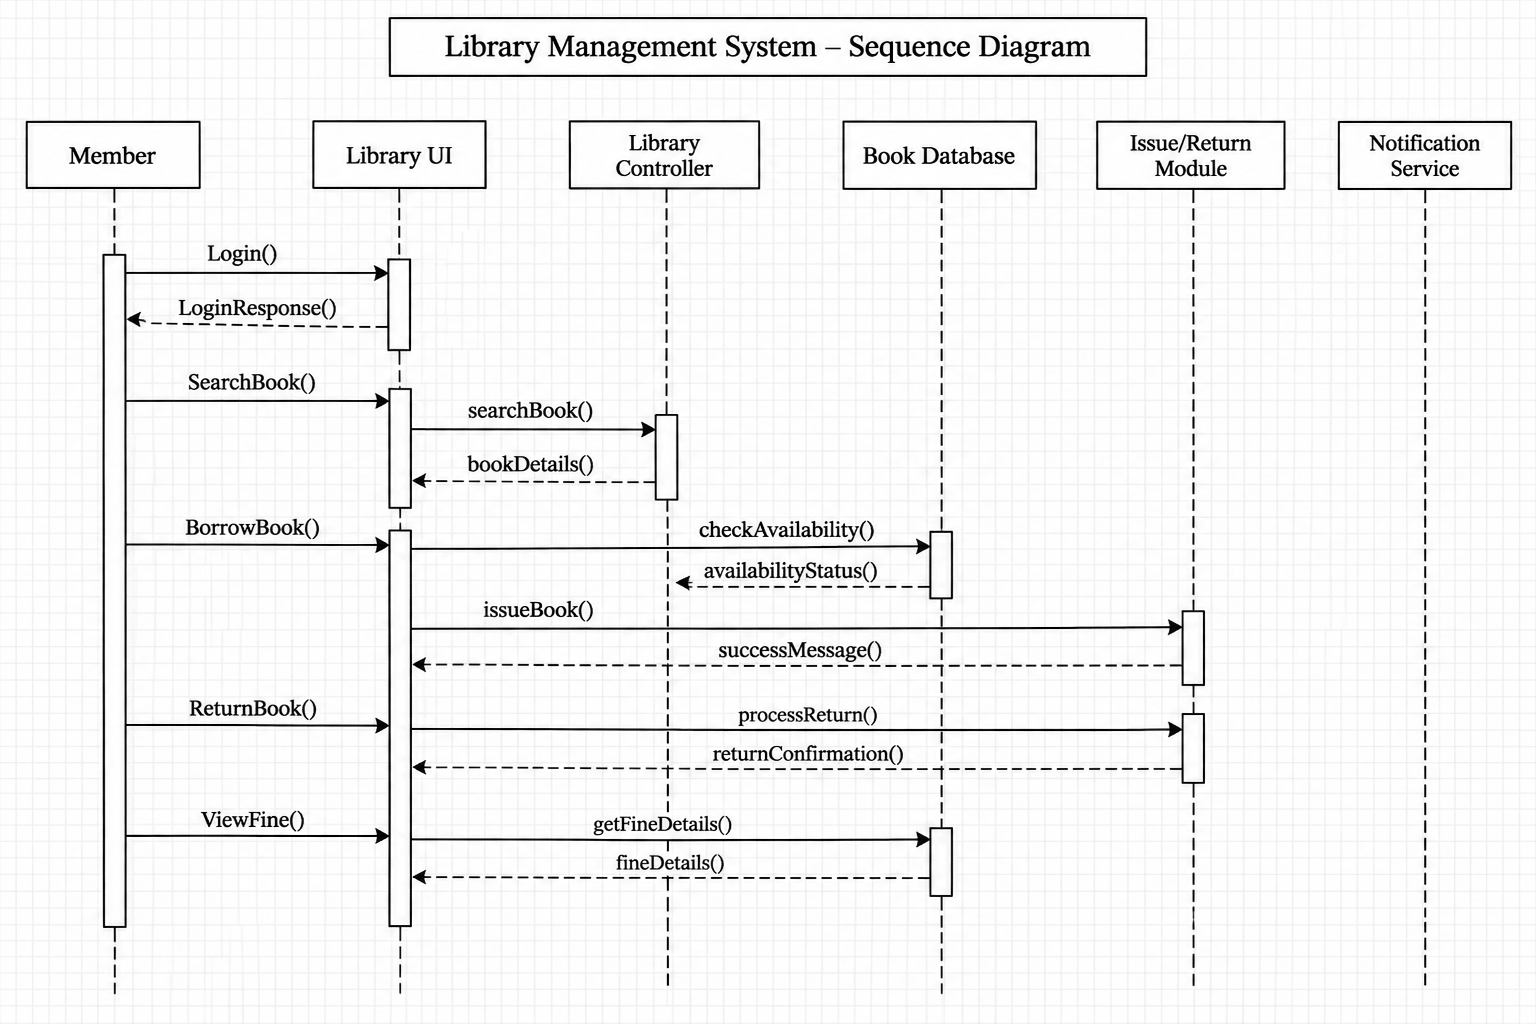 Library Management System – Sequence Diagram
Member
Library UI
Library
Controller
Book Database
Issue/Return
Module
Notification
Service
Login()
LoginResponse()
SearchBook()
searchBook()
bookDetails()
BorrowBook()
checkAvailability()
availabilityStatus()
issueBook()
successMessage()
ReturnBook()
processReturn()
returnConfirmation()
ViewFine()
getFineDetails()
fineDetails()